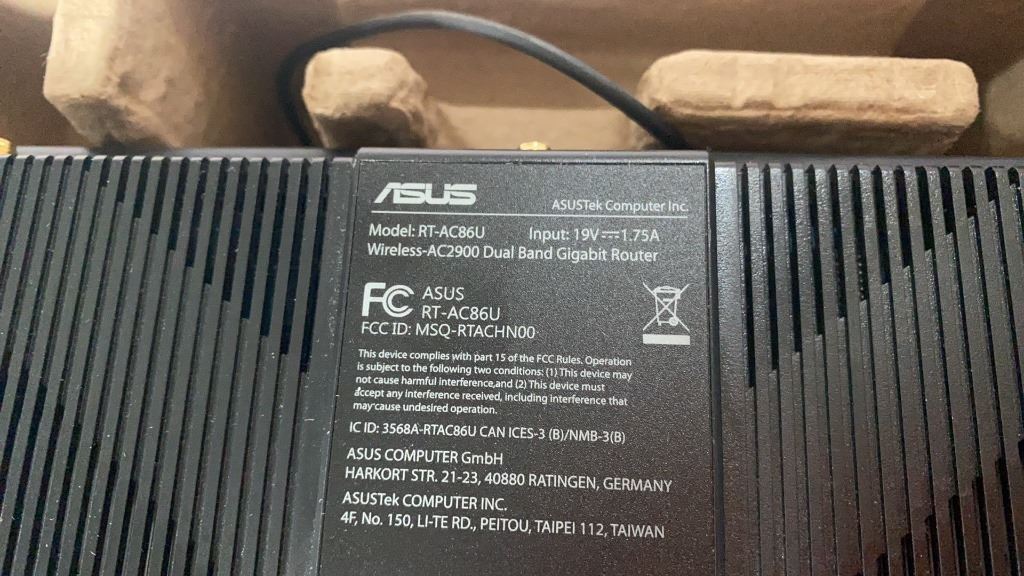 ASUS
ASUSTek Computer Inc.
Model: RT-AC86U Input: 19V⎓1.75A
Wireless-AC2900 Dual Band Gigabit Router
FC ASUS
RT-AC86U
FCC ID: MSQ-RTACHN00
This device complies with part 15 of the FCC Rules. Operation
is subject to the following two conditions: (1) This device may
not cause harmful interference,and (2) This device must
accept any interference received, including interference that
may cause undesired operation.
IC ID: 3568A-RTAC86U CAN ICES-3 (B)/NMB-3(B)
ASUS COMPUTER GmbH
HARKORT STR. 21-23, 40880 RATINGEN, GERMANY
ASUSTek COMPUTER INC.
4F, No. 150, LI-TE RD., PEITOU, TAIPEI 112, TAIWAN